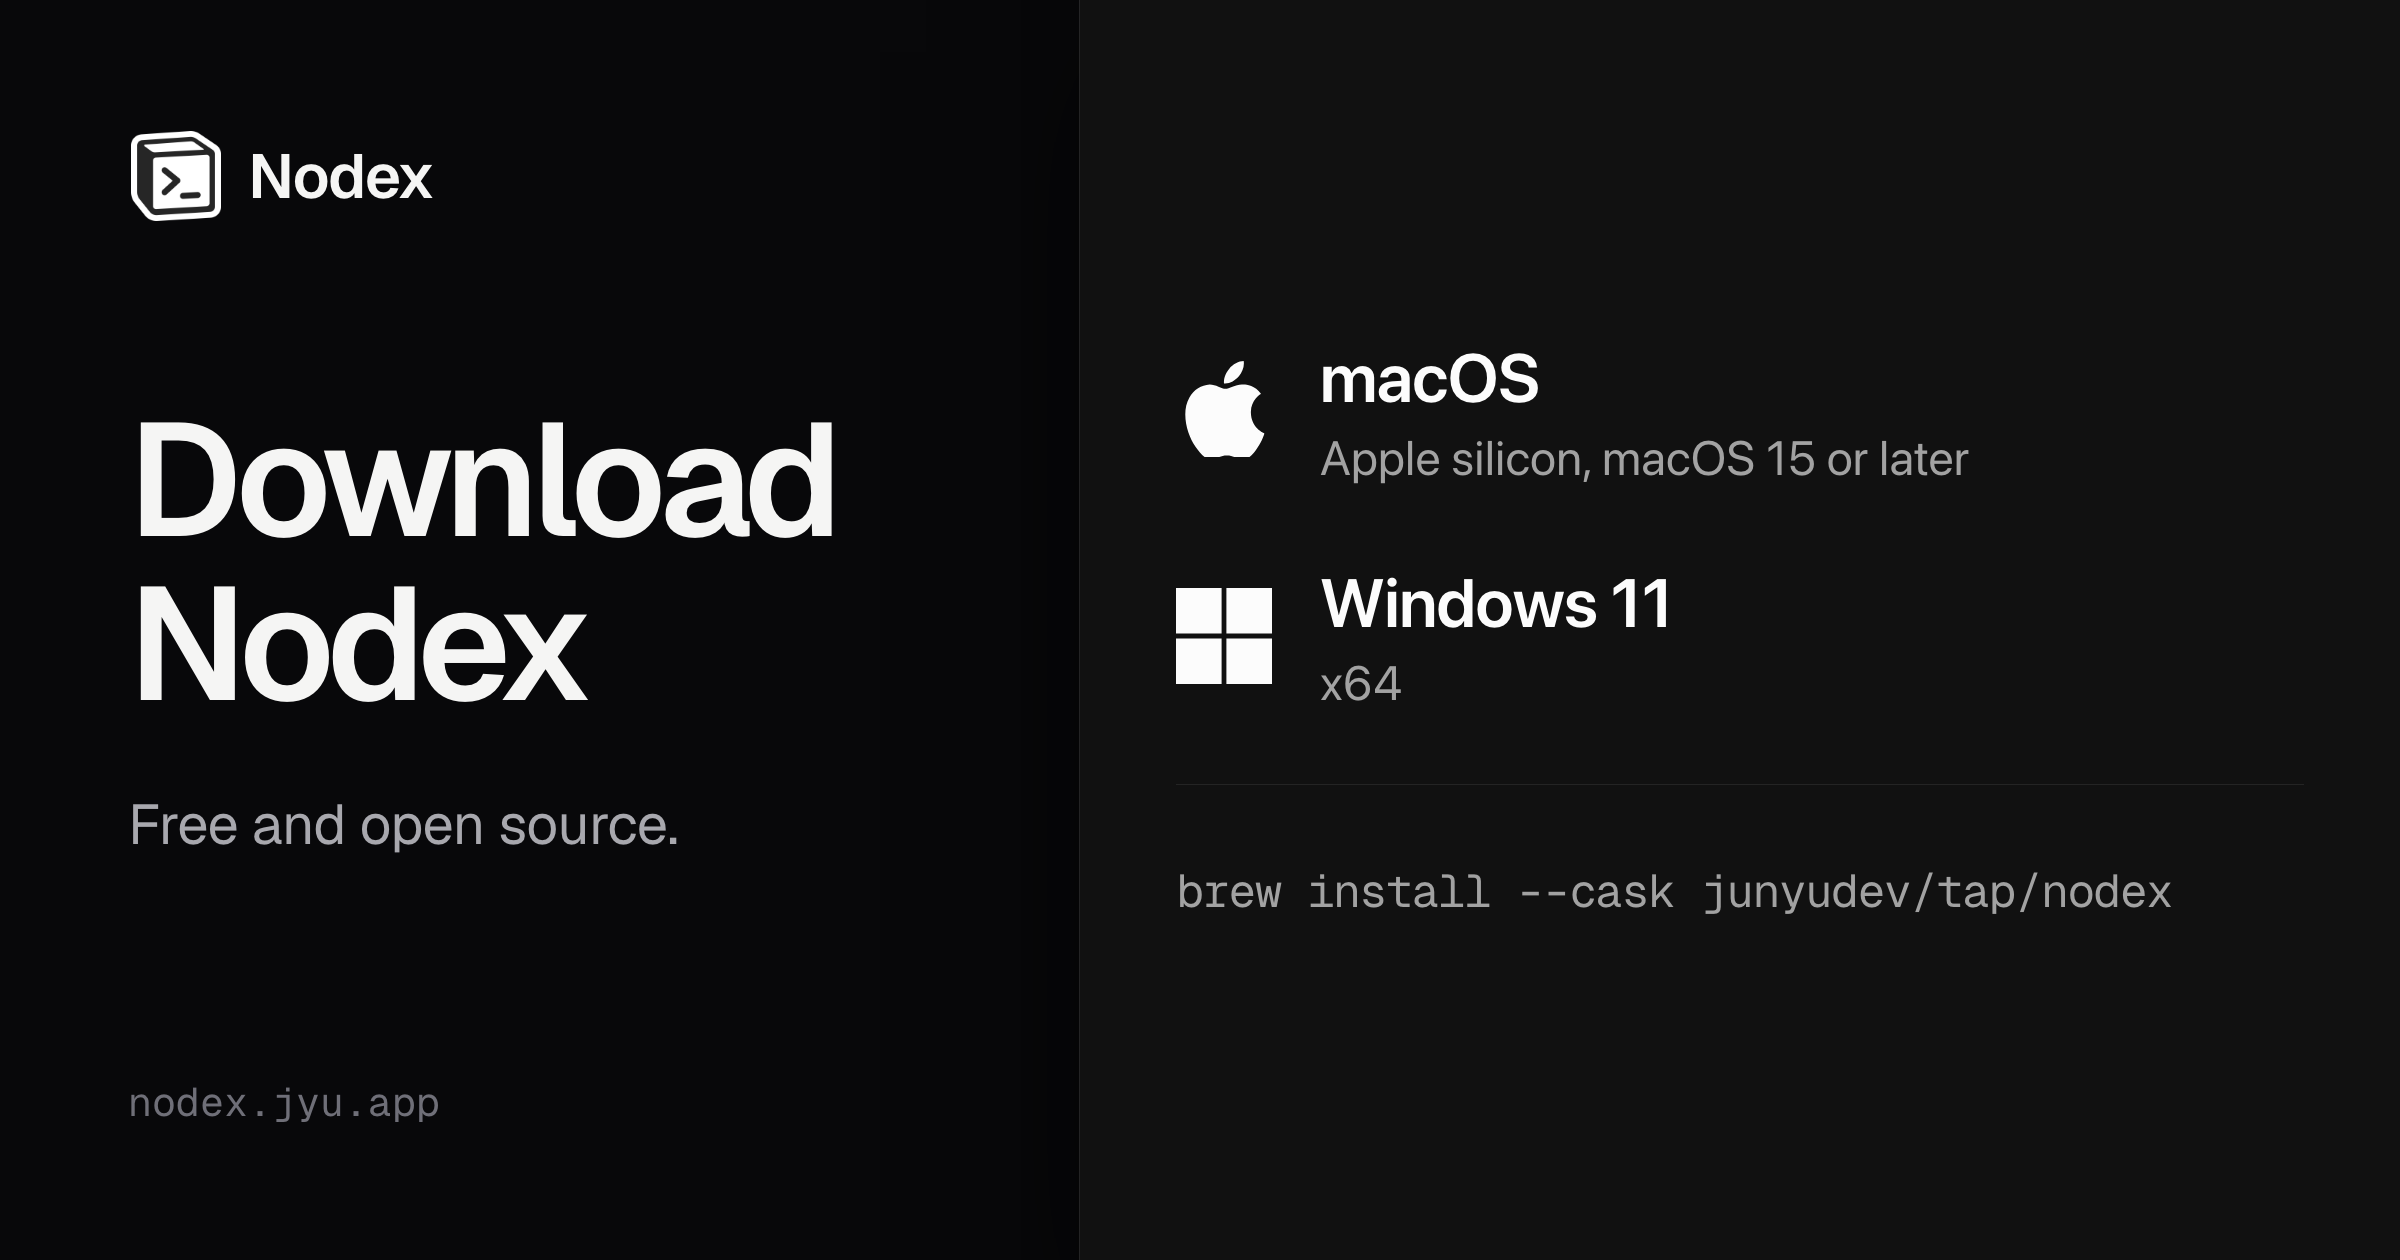 Nodex
Download
Nodex
Free and open source.
nodex.jyu.app
macOS
Apple silicon, macOS 15 or later
Windows 11
x64
brew install --cask junyudev/tap/nodex